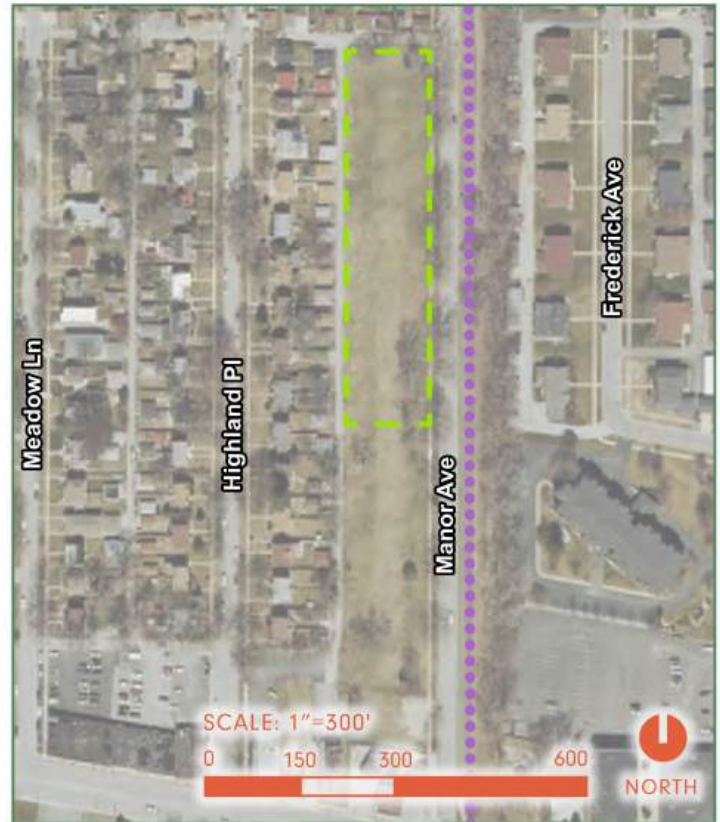 Meadow Ln
Highland Pl
Manor Ave
Frederick Ave
SCALE: 1"=300'
0 150 300 600
NORTH